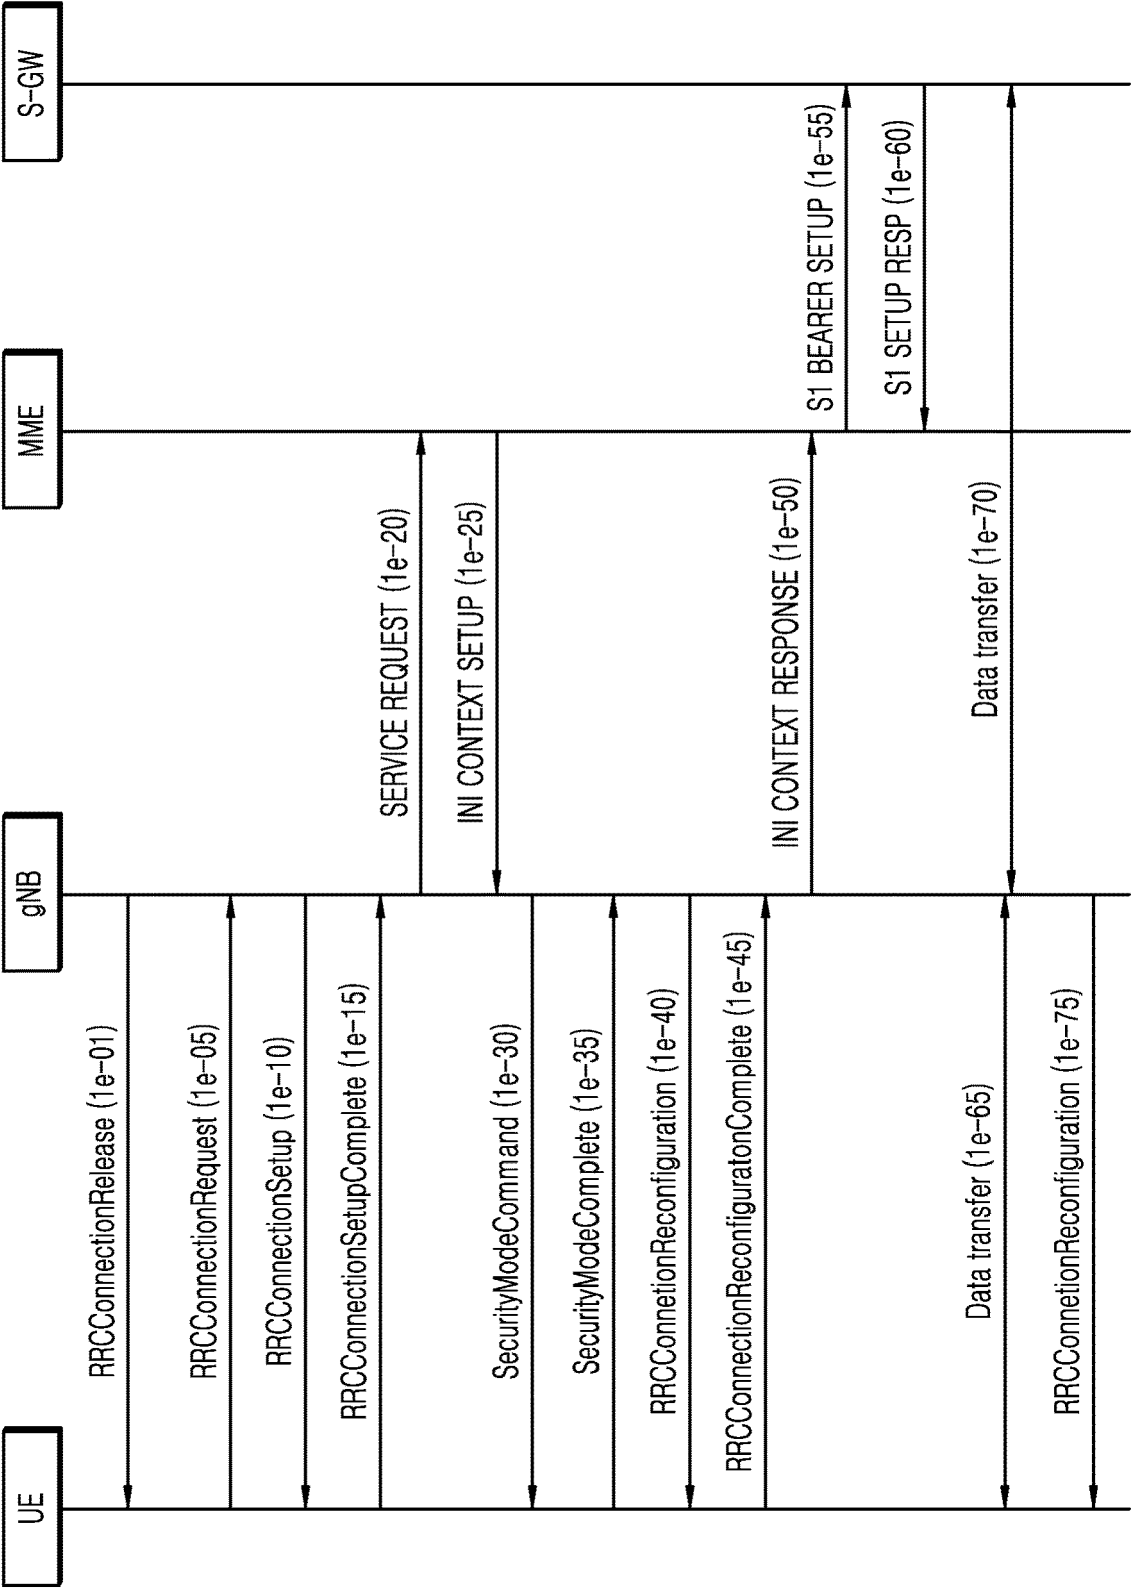 UE
gNB
MME
S-GW
RRCConnectionRelease (1e-01)
RRCConnectionRequest (1e-05)
RRCConnectionSetup (1e-10)
RRCConnectionSetupComplete (1e-15)
SERVICE REQUEST (1e-20)
INI CONTEXT SETUP (1e-25)
SecurityModeCommand (1e-30)
SecurityModeComplete (1e-35)
RRCConnetionReconfiguration (1e-40)
RRCConnectionReconfiguratonComplete (1e-45)
INI CONTEXT RESPONSE (1e-50)
S1 BEARER SETUP (1e-55)
S1 SETUP RESP (1e-60)
Data transfer (1e-65)
Data transfer (1e-70)
RRCConnetionReconfiguration (1e-75)